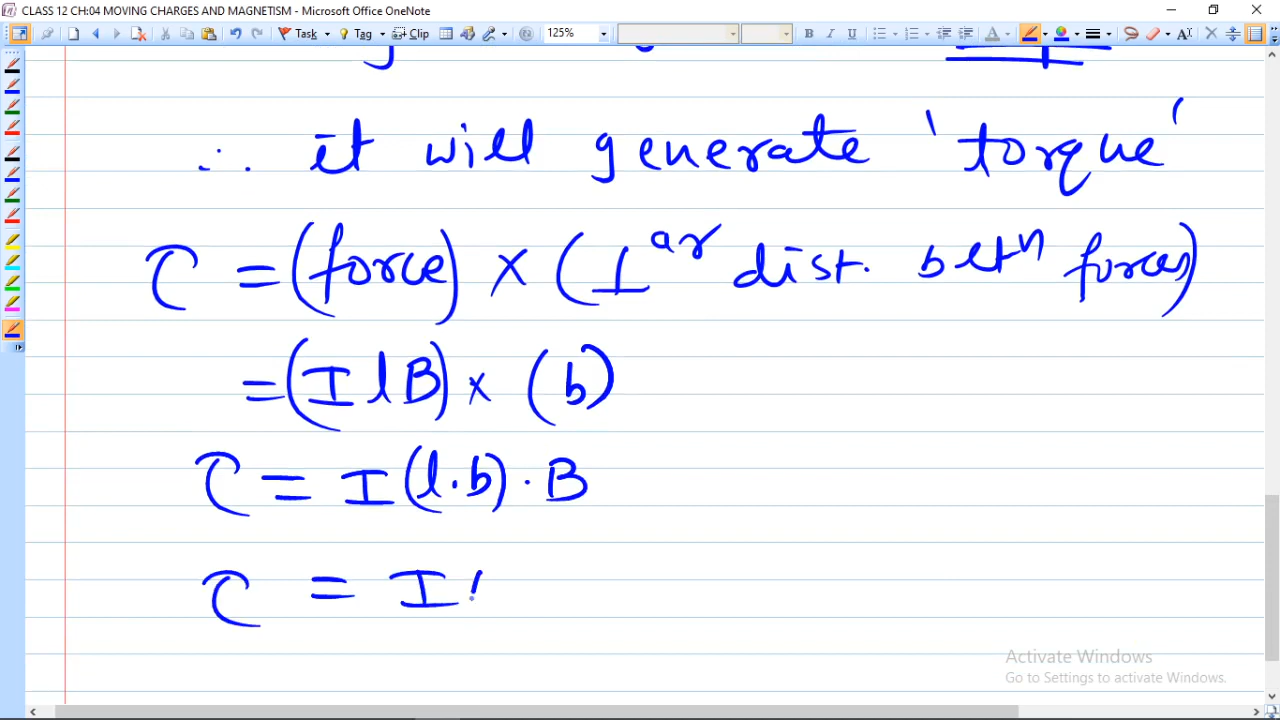 CLASS 12 CH:04 MOVING CHARGES AND MAGNETISM - Microsoft Office OneNote
Task Tag Clip 125% B I U
∴ it will generate 'torque'
τ = (force) × (⊥ar dist. betn forces)
= (I l B) × (b)
τ = I (l·b) · B
τ = I
Activate Windows
Go to Settings to activate Windows.